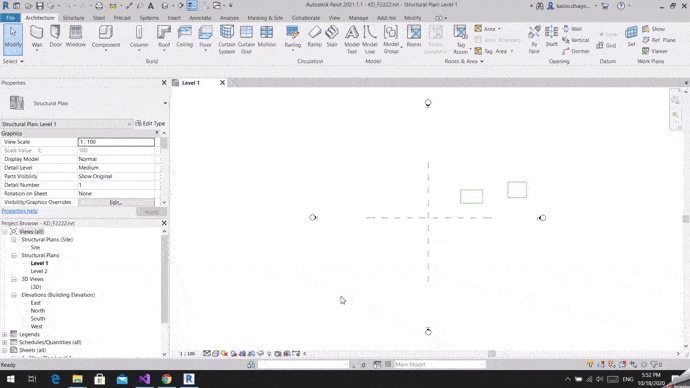 Autodesk Revit 2021.1.1 - KD_F2222.rvt - Structural Plan: Level 1
Architecture Structure Steel Precast Systems Insert Annotate Analyze Massing & Site Collaborate View Manage Add-Ins Modify
Modify Wall Door Window Component Column Roof Ceiling Floor Curtain System Curtain Grid Mullion Railing Ramp Stair Model Text Model Line Model Group Room Tag Room Area Tag Area By Face Shaft Wall Vertical Dormer Level Grid Set Show Ref Plane Viewer
Select Build Circulation Model Room & Area Opening Datum Work Plane
Properties
Level 1
Structural Plan
Structural Plan: Level 1 Edit Type
Graphics
View Scale 1 : 100
Scale Value 1: 100
Display Model Normal
Detail Level Medium
Parts Visibility Show Original
Detail Number 1
Rotation on Sheet None
Visibility/Graphics Overrides Edit...
Properties help Apply
Project Browser - KD_F2222.rvt
Views (all)
Structural Plans (Site)
Site
Structural Plans
Level 1
Level 2
3D Views
{3D}
Elevations (Building Elevation)
East
North
South
West
Legends
Schedules/Quantities (all)
Sheets (all)
1 : 100
Ready
Main Model
:0
5:52 PM
10/18/2020